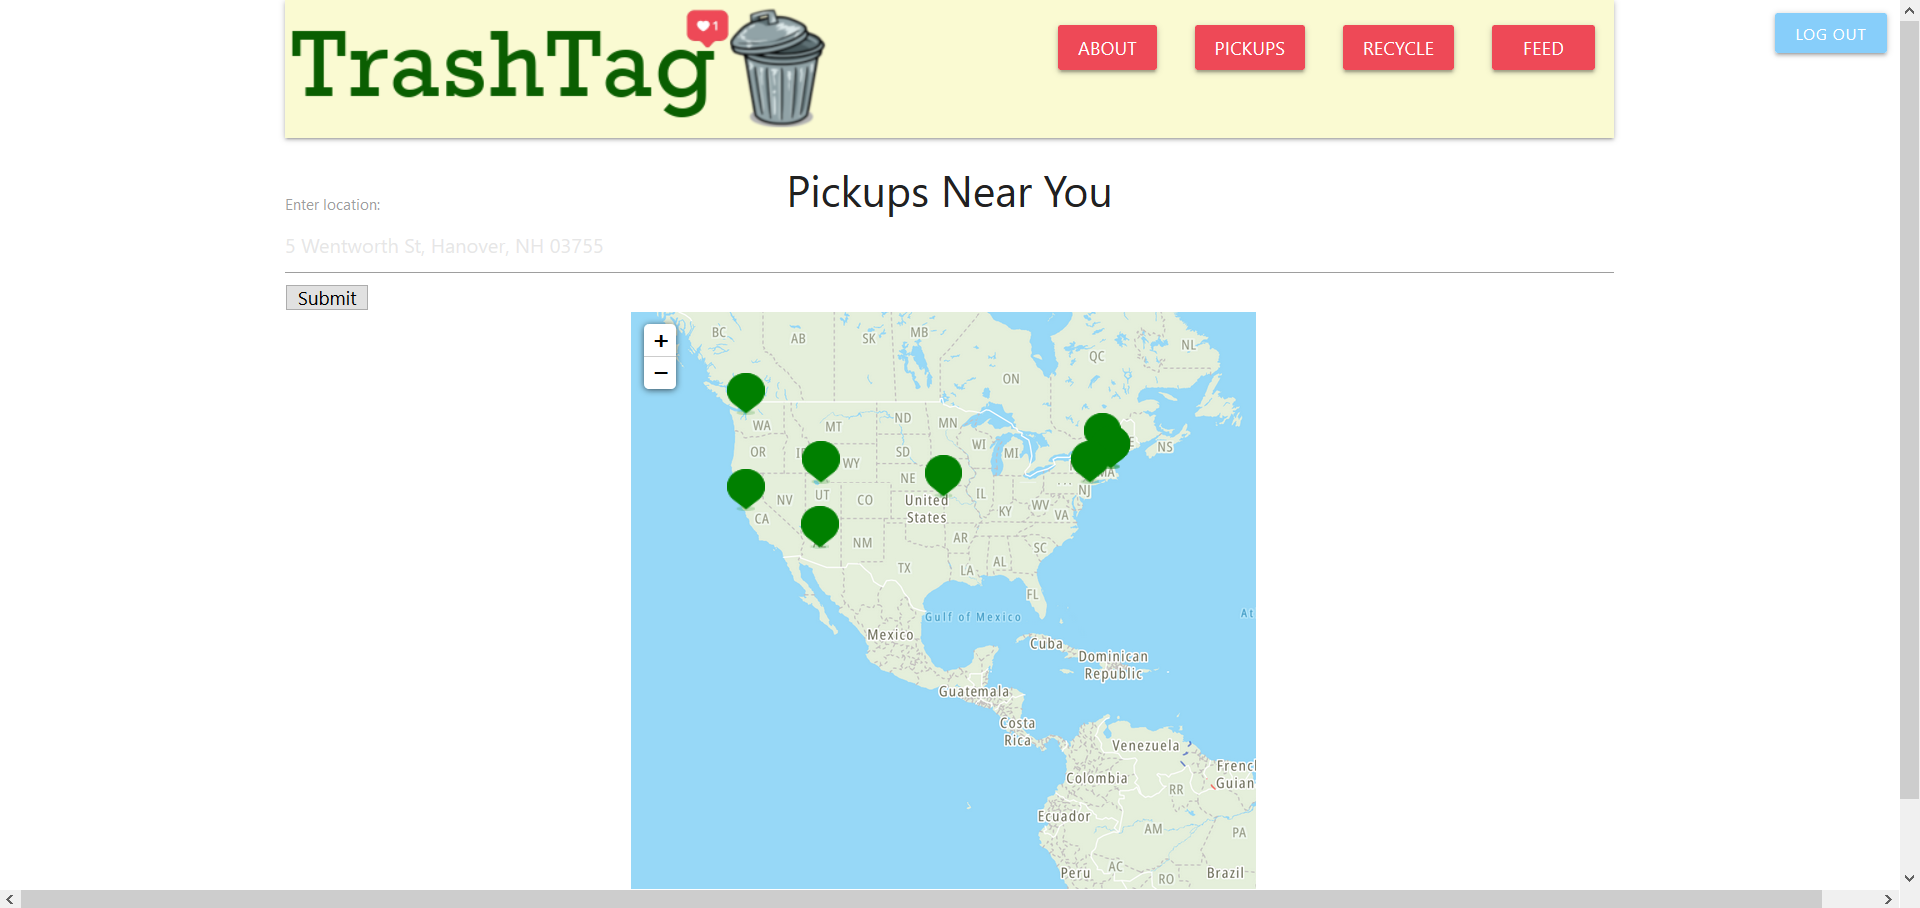 TrashTag
1
ABOUT
PICKUPS
RECYCLE
FEED
LOG OUT
Pickups Near You
Enter location:
5 Wentworth St, Hanover, NH 03755
Submit
+
−
BC
AB
SK
MB
ON
QC
NL
WA
MT
ND
MN
NS
OR
WY
SD
WI
MI
NE
IL
NJ
NV
UT
CO
United
States
KY
WV
VA
CA
NM
AR
SC
TX
LA
AL
FL
Gulf of Mexico
At
Mexico
Cuba
Dominican
Republic
Guatemala
Costa
Rica
Venezuela
Colombia
French
Guian
RR
Ecuador
AM
PA
AC
RO
Peru
Brazil